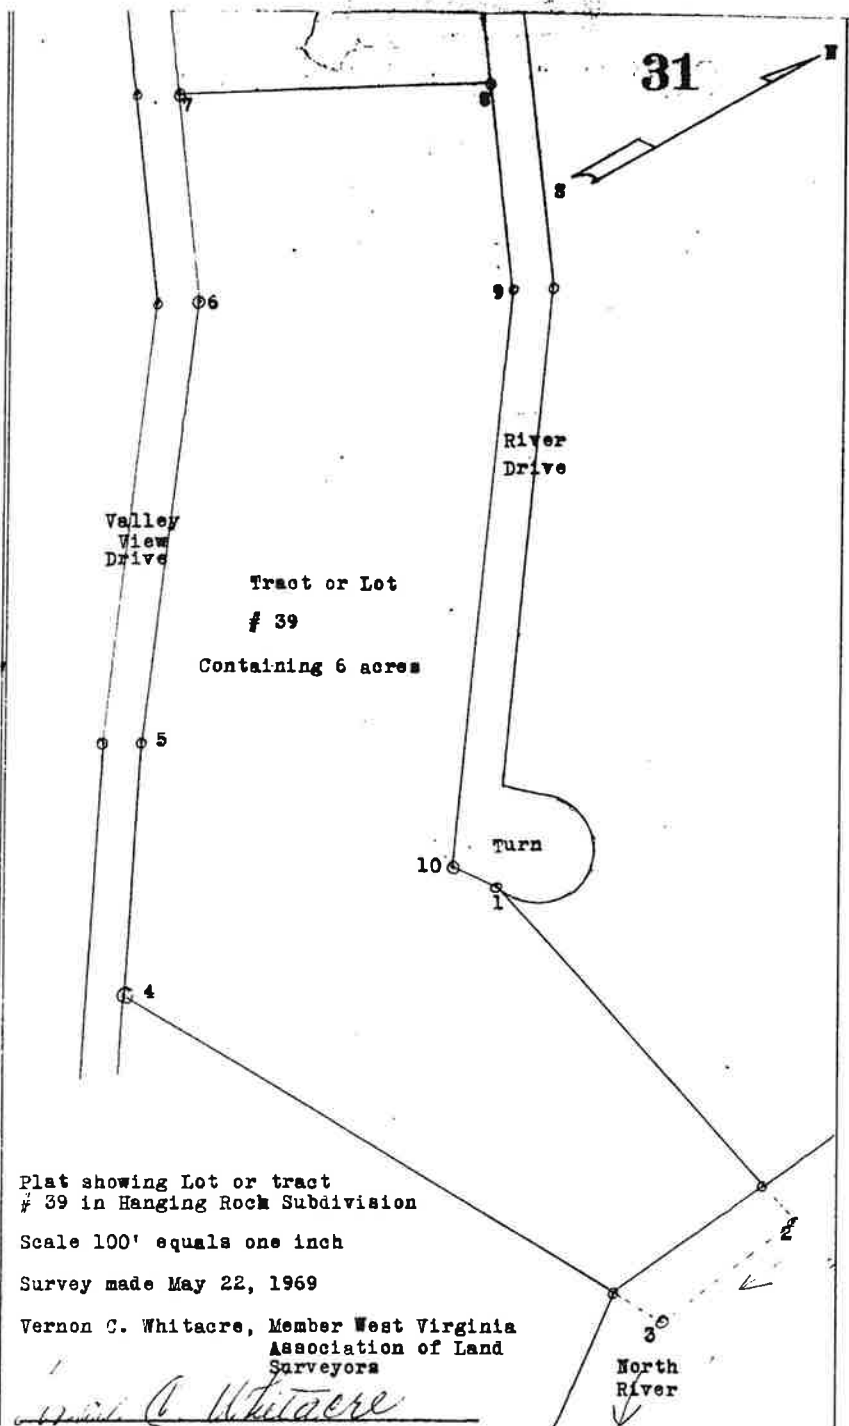 31
N
S
7
8
6
9
River
Drive
Valley
View
Drive
Tract or Lot
# 39
Containing 6 acres
5
Turn
10
1
4
2
3
Plat showing Lot or tract
# 39 in Hanging Rock Subdivision
Scale 100' equals one inch
Survey made May 22, 1969
Vernon C. Whitacre, Member West Virginia
Association of Land
Surveyors
North
River
C. Whitacre